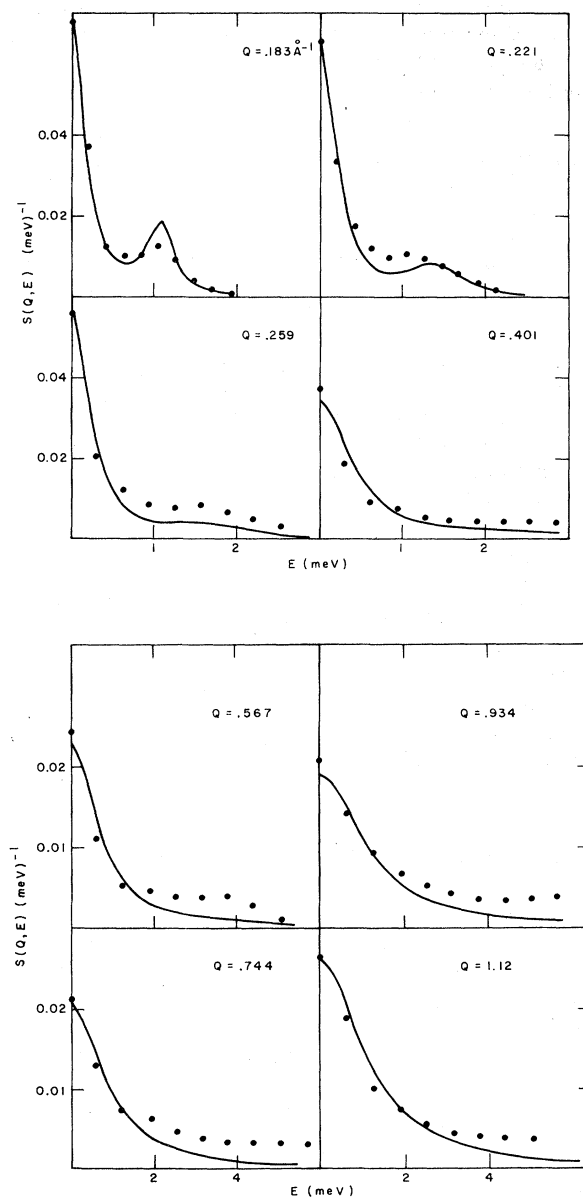 Q = .183Å⁻¹
Q = .221
0.04
0.02
S(Q,E) (meV)⁻¹
Q = .259
Q = .401
0.04
0.02
1
2
1
2
E (meV)
Q = .567
Q = .934
0.02
0.01
S(Q,E) (meV)⁻¹
Q = .744
Q = 1.12
0.02
0.01
2
4
2
4
E (meV)